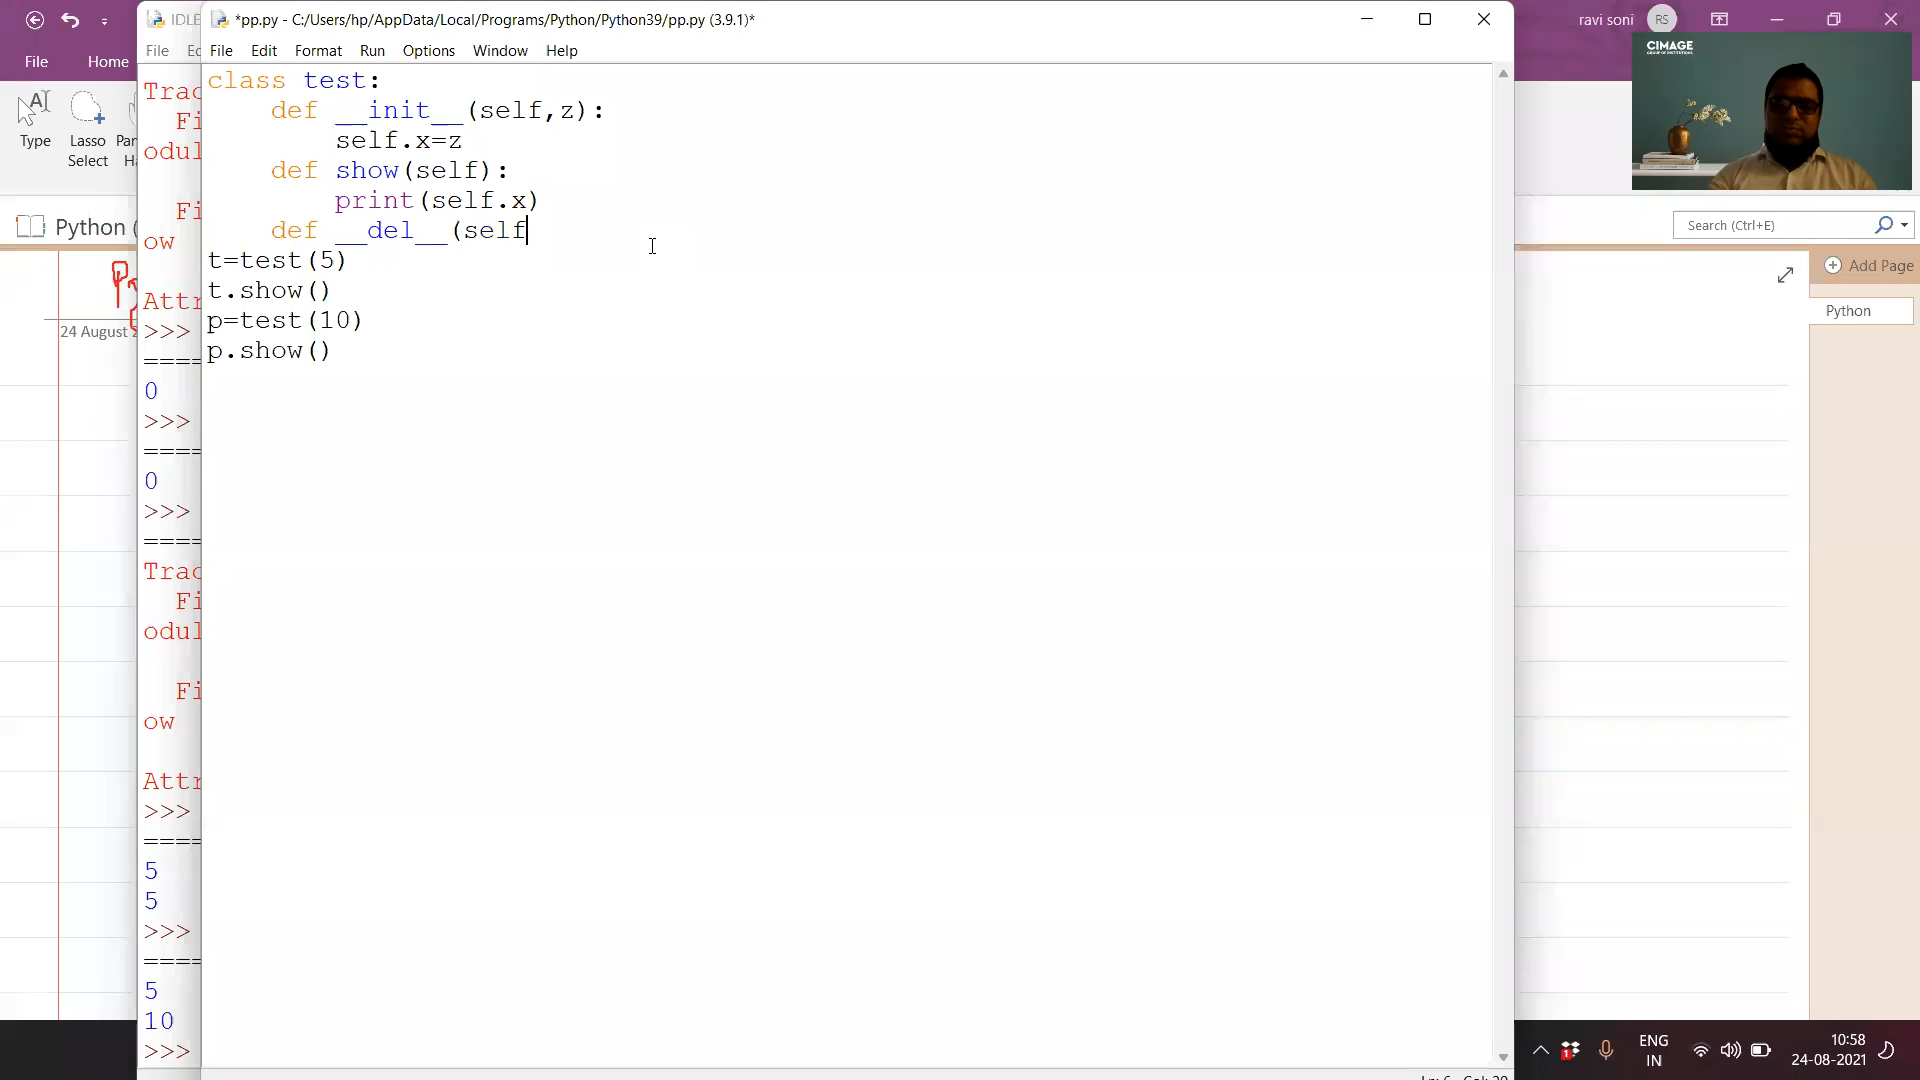 ravi soni RS
IDLE
*pp.py - C:/Users/hp/AppData/Local/Programs/Python/Python39/pp.py (3.9.1)*
CIMAGE
File Home
File
File Edit Format Run Options Window Help
Type
Lasso
Select
Python (
24 August
Trac
Fi
odul
Fi
ow
Attr
>>>
====
0
>>>
====
0
>>>
====
Trac
Fi
odul
Fi
ow
Attr
>>>
====
5
5
>>>
====
5
10
>>>
class test:
    def __init__(self,z):
        self.x=z
    def show(self):
        print(self.x)
    def __del__(self
t=test(5)
t.show()
p=test(10)
p.show()
Search (Ctrl+E)
Add Page
Python
ENG
IN
10:58
24-08-2021